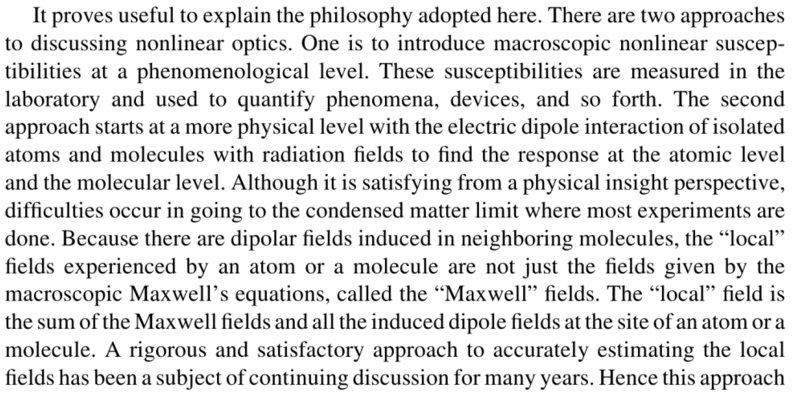 It proves useful to explain the philosophy adopted here. There are two approaches
to discussing nonlinear optics. One is to introduce macroscopic nonlinear suscep-
tibilities at a phenomenological level. These susceptibilities are measured in the
laboratory and used to quantify phenomena, devices, and so forth. The second
approach starts at a more physical level with the electric dipole interaction of isolated
atoms and molecules with radiation fields to find the response at the atomic level
and the molecular level. Although it is satisfying from a physical insight perspective,
difficulties occur in going to the condensed matter limit where most experiments are
done. Because there are dipolar fields induced in neighboring molecules, the “local”
fields experienced by an atom or a molecule are not just the fields given by the
macroscopic Maxwell’s equations, called the “Maxwell” fields. The “local” field is
the sum of the Maxwell fields and all the induced dipole fields at the site of an atom or a
molecule. A rigorous and satisfactory approach to accurately estimating the local
fields has been a subject of continuing discussion for many years. Hence this approach